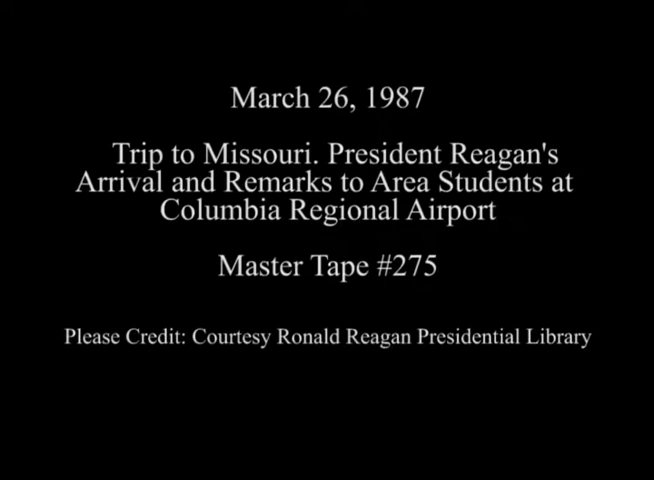 March 26, 1987
Trip to Missouri. President Reagan's
Arrival and Remarks to Area Students at
Columbia Regional Airport
Master Tape #275
Please Credit: Courtesy Ronald Reagan Presidential Library